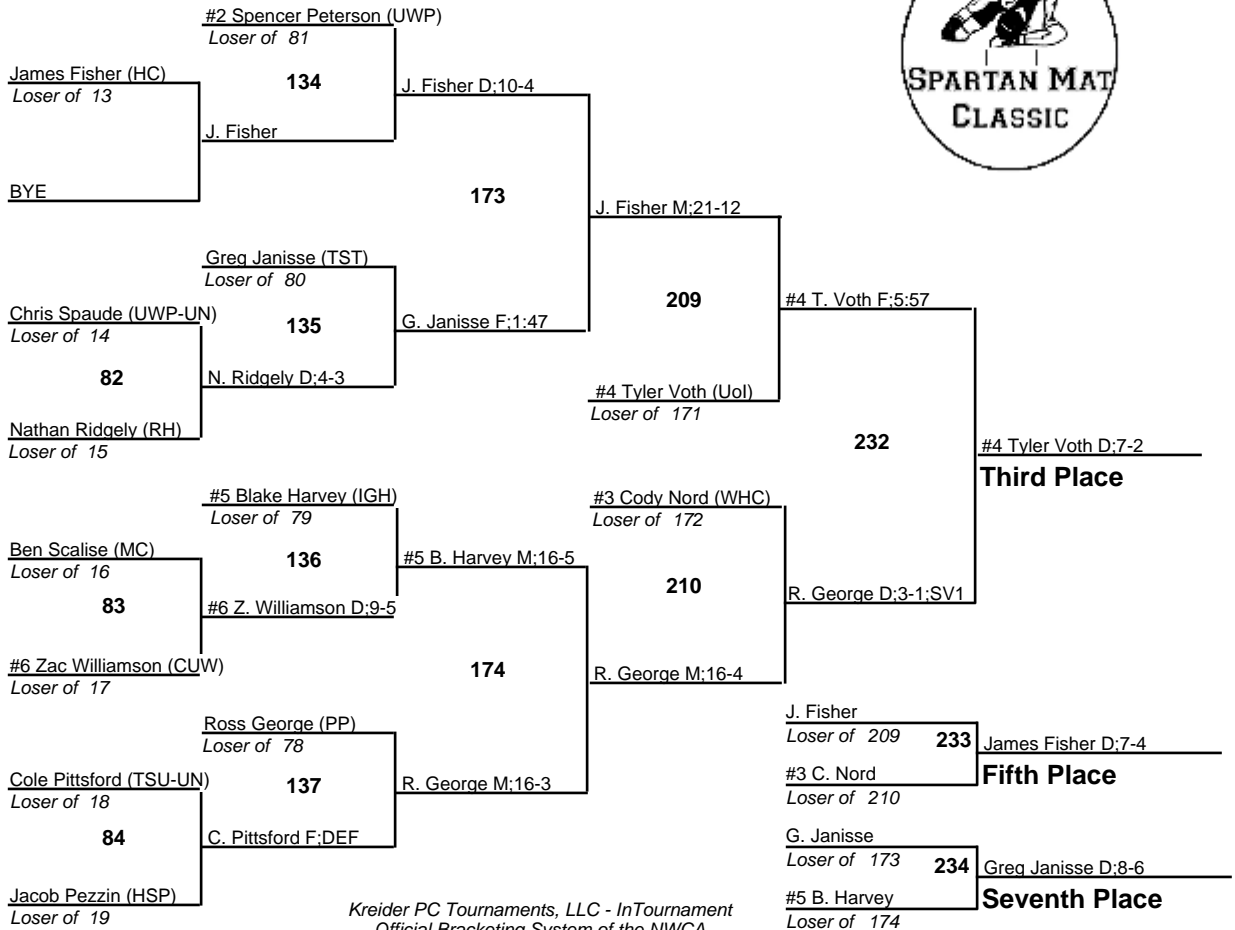 #2 Spencer Peterson (UWP)
Loser of 81
James Fisher (HC)
Loser of 13
134
J. Fisher D;10-4
J. Fisher
BYE
173
J. Fisher M;21-12
Greg Janisse (TST)
Loser of 80
Chris Spaude (UWP-UN)
Loser of 14
135
G. Janisse F;1:47
209
#4 T. Voth F;5:57
82
N. Ridgely D;4-3
#4 Tyler Voth (UoI)
Loser of 171
Nathan Ridgely (RH)
Loser of 15
232
#4 Tyler Voth D;7-2
Third Place
#5 Blake Harvey (IGH)
Loser of 79
#3 Cody Nord (WHC)
Loser of 172
Ben Scalise (MC)
Loser of 16
136
#5 B. Harvey M;16-5
210
83
#6 Z. Williamson D;9-5
R. George D;3-1;SV1
#6 Zac Williamson (CUW)
Loser of 17
174
R. George M;16-4
Ross George (PP)
Loser of 78
Cole Pittsford (TSU-UN)
Loser of 18
137
R. George M;16-3
84
C. Pittsford F;DEF
Jacob Pezzin (HSP)
Loser of 19
J. Fisher
Loser of 209
233
James Fisher D;7-4
Fifth Place
#3 C. Nord
Loser of 210
G. Janisse
Loser of 173
234
Greg Janisse D;8-6
Seventh Place
#5 B. Harvey
Loser of 174
SPARTAN MAT
CLASSIC
Kreider PC Tournaments, LLC - InTournament
Official Bracketing System of the NWCA